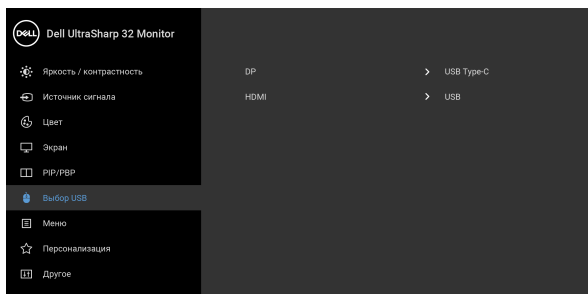 DELL Dell UltraSharp 32 Monitor
Яркость / контрастность DP USB Type-C
Источник сигнала HDMI USB
Цвет
Экран
PIP/PBP
Выбор USB
Меню
Персонализация
Другое